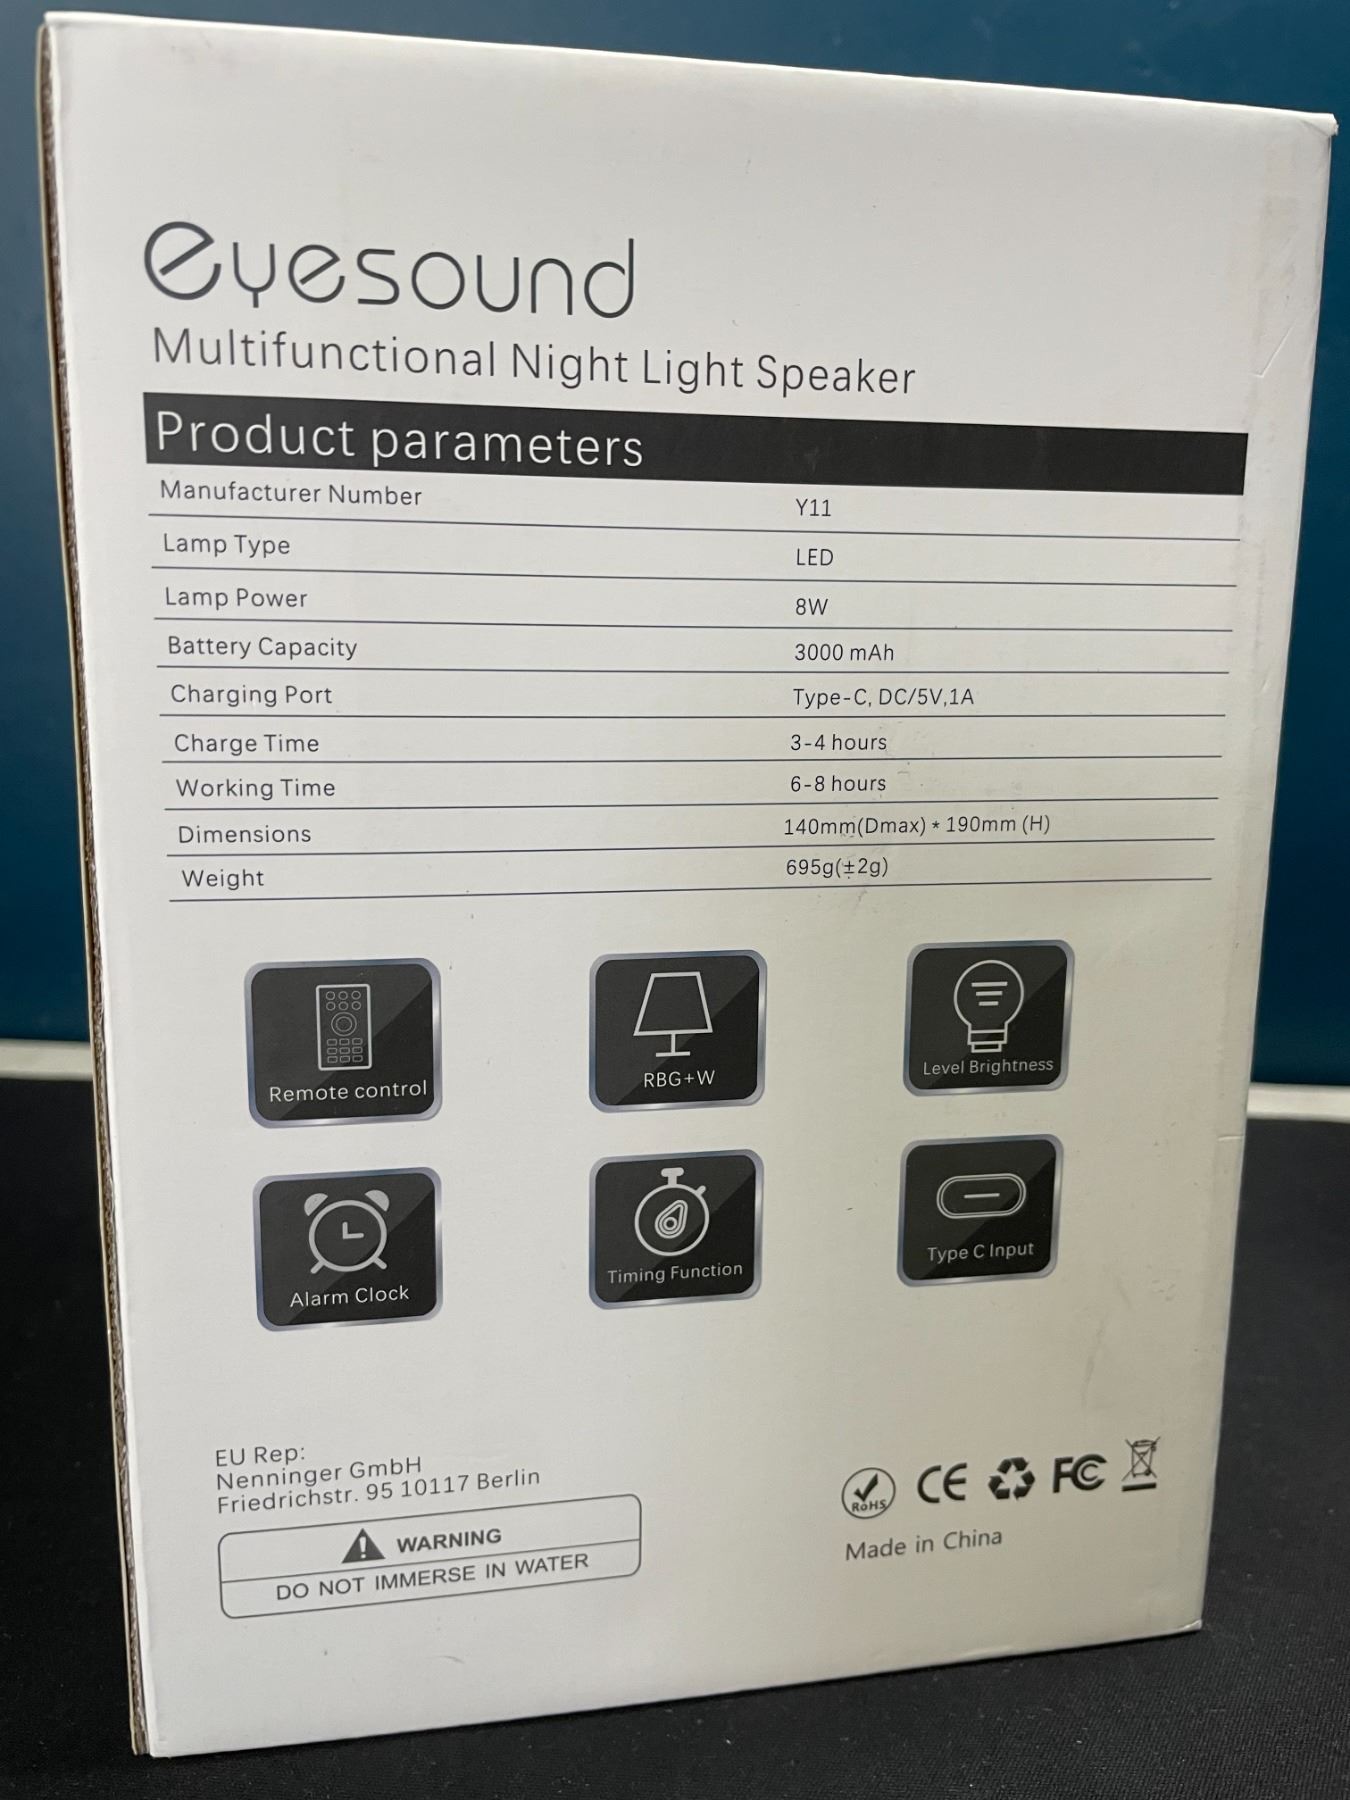 eyesound
Multifunctional Night Light Speaker
Product parameters
Manufacturer Number Y11
Lamp Type LED
Lamp Power 8W
Battery Capacity 3000 mAh
Charging Port Type-C, DC/5V,1A
Charge Time 3-4 hours
Working Time 6-8 hours
Dimensions 140mm(Dmax) * 190mm (H)
Weight 695g(±2g)
Remote control
RBG+W
Level Brightness
Alarm Clock
Timing Function
Type C Input
EU Rep:
Nenninger GmbH
Friedrichstr. 95 10117 Berlin
WARNING
DO NOT IMMERSE IN WATER
RoHS CE FC
Made in China